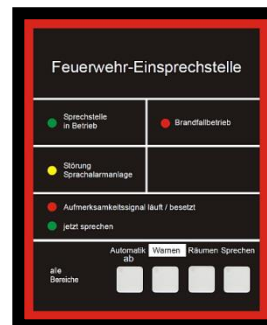 Feuerwehr-Einsprechstelle
Sprechstelle
in Betrieb
Brandfallbetrieb
Störung
Sprachalarmanlage
Aufmerksamkeitssignal läuft / besetzt
jetzt sprechen
Automatik
ab
Warnen
Räumen
Sprechen
alle
Bereiche